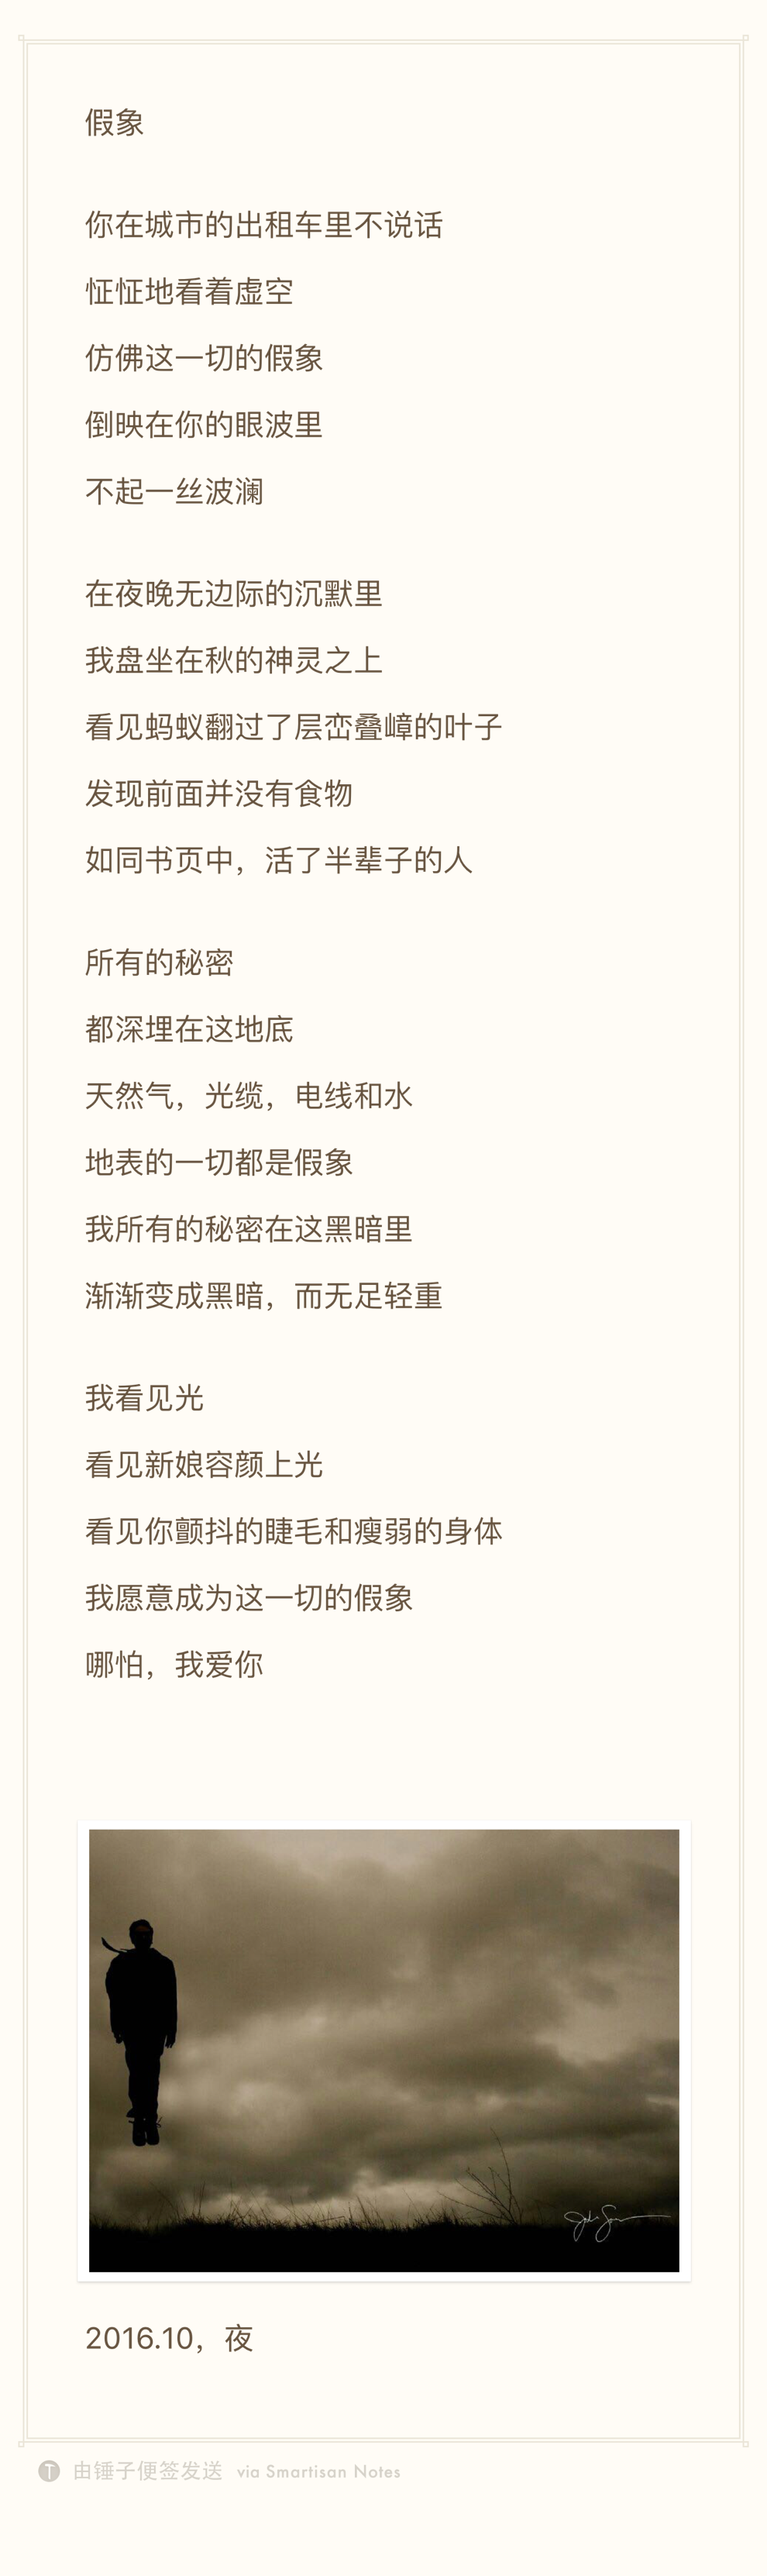 假象
你在城市的出租车里不说话
怔怔地看着虚空
仿佛这一切的假象
倒映在你的眼波里
不起一丝波澜
在夜晚无边际的沉默里
我盘坐在秋的神灵之上
看见蚂蚁翻过了层峦叠嶂的叶子
发现前面并没有食物
如同书页中，活了半辈子的人
所有的秘密
都深埋在这地底
天然气，光缆，电线和水
地表的一切都是假象
我所有的秘密在这黑暗里
渐渐变成黑暗，而无足轻重
我看见光
看见新娘容颜上光
看见你颤抖的睫毛和瘦弱的身体
我愿意成为这一切的假象
哪怕，我爱你
2016.10，夜
由锤子便签发送 via Smartisan Notes